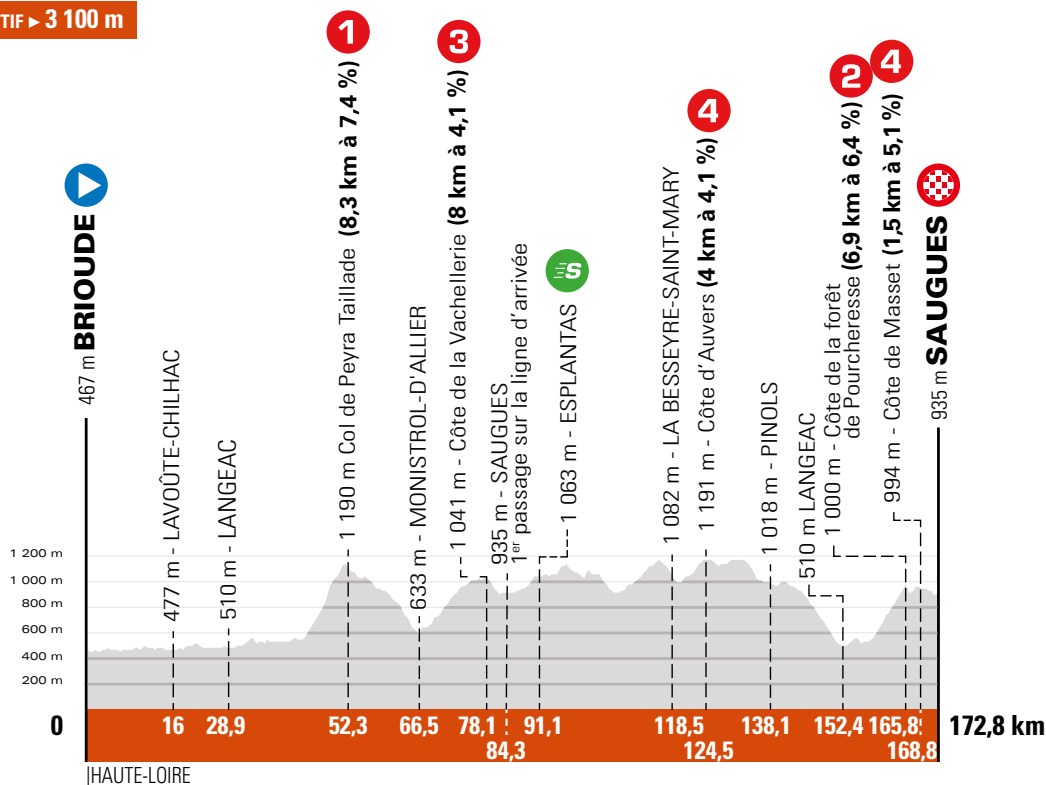 TIF ► 3 100 m
1
3
4
2
4
467 m BRIOUDE
477 m - LAVOÛTE-CHILHAC
510 m - LANGEAC
1 190 m Col de Peyra Taillade (8,3 km à 7,4 %)
633 m - MONISTROL-D'ALLIER
1 041 m - Côte de la Vachellerie (8 km à 4,1 %)
935 m - SAUGUES
1er passage sur la ligne d'arrivée
S
1 063 m - ESPLANTAS
1 082 m - LA BESSEYRE-SAINT-MARY
1 191 m - Côte d'Auvers (4 km à 4,1 %)
1 018 m - PINOLS
510 m LANGEAC
1 000 m - Côte de la forêt
de Pourcheresse (6,9 km à 6,4 %)
994 m - Côte de Masset (1,5 km à 5,1 %)
935 m SAUGUES
1 200 m
1 000 m
800 m
600 m
400 m
200 m
0
16
28,9
52,3
66,5
78,1
84,3
91,1
118,5
124,5
138,1
152,4
165,8
168,8
172,8 km
HAUTE-LOIRE